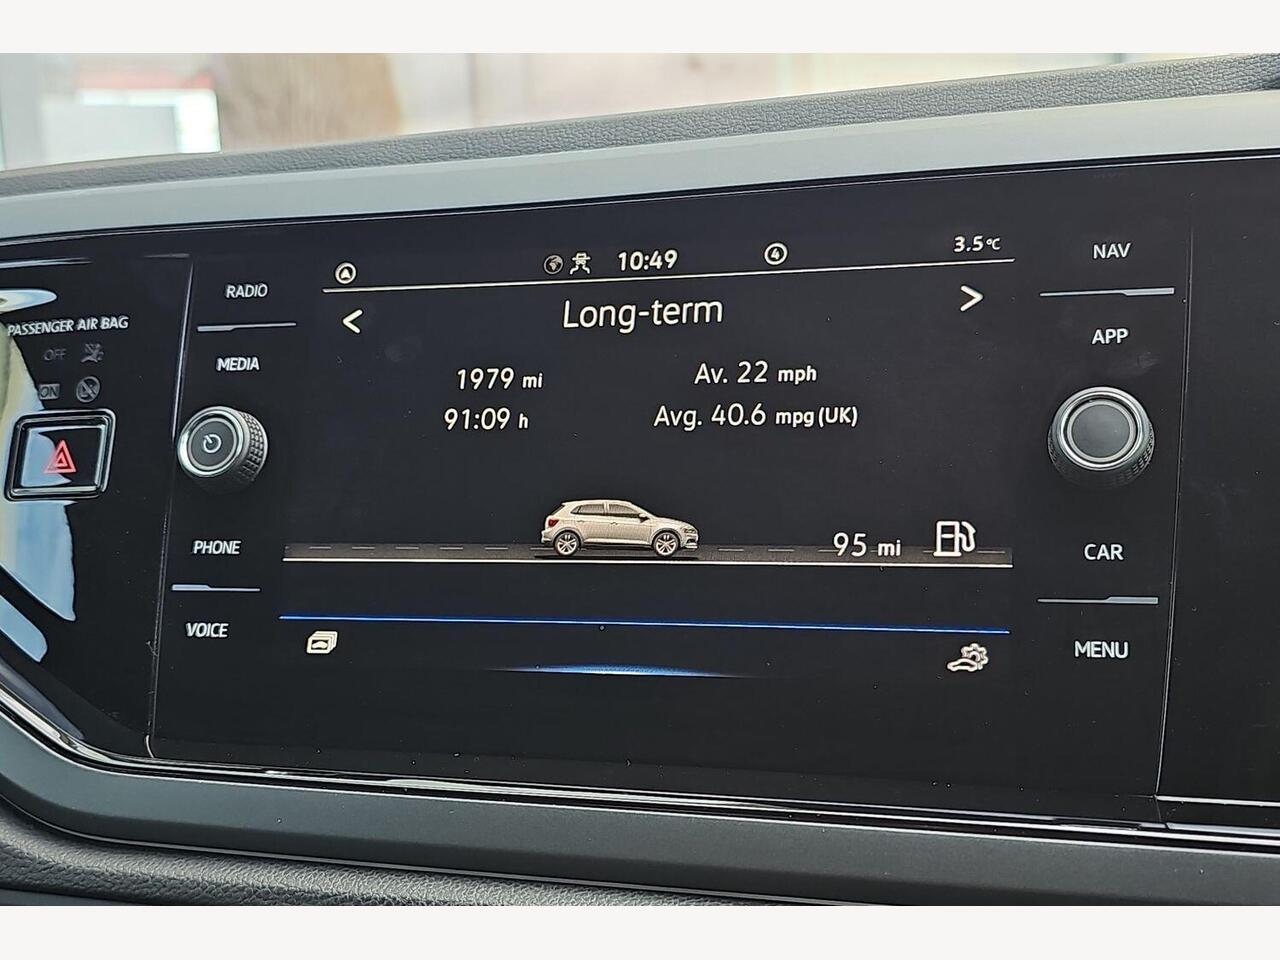 PASSENGER AIR BAG
OFF
ON
RADIO
MEDIA
PHONE
VOICE
10:49
4
3.5°C
< Long-term >
1979 mi
Av. 22 mph
91:09 h
Avg. 40.6 mpg (UK)
95 mi
NAV
APP
CAR
MENU